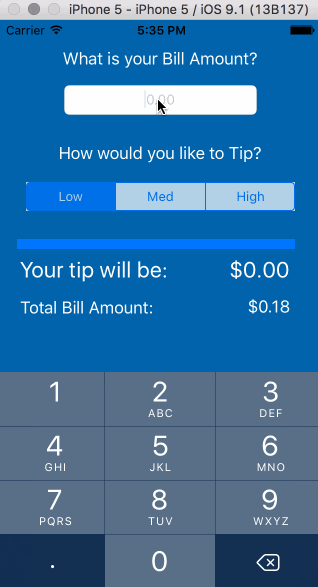 iPhone 5 - iPhone 5 / iOS 9.1 (13B137)
Carrier 5:35 PM
What is your Bill Amount?
0.00
How would you like to Tip?
Low Med High
Your tip will be: $0.00
Total Bill Amount: $0.18
1 2 3
ABC DEF
4 5 6
GHI JKL MNO
7 8 9
PQRS TUV WXYZ
. 0